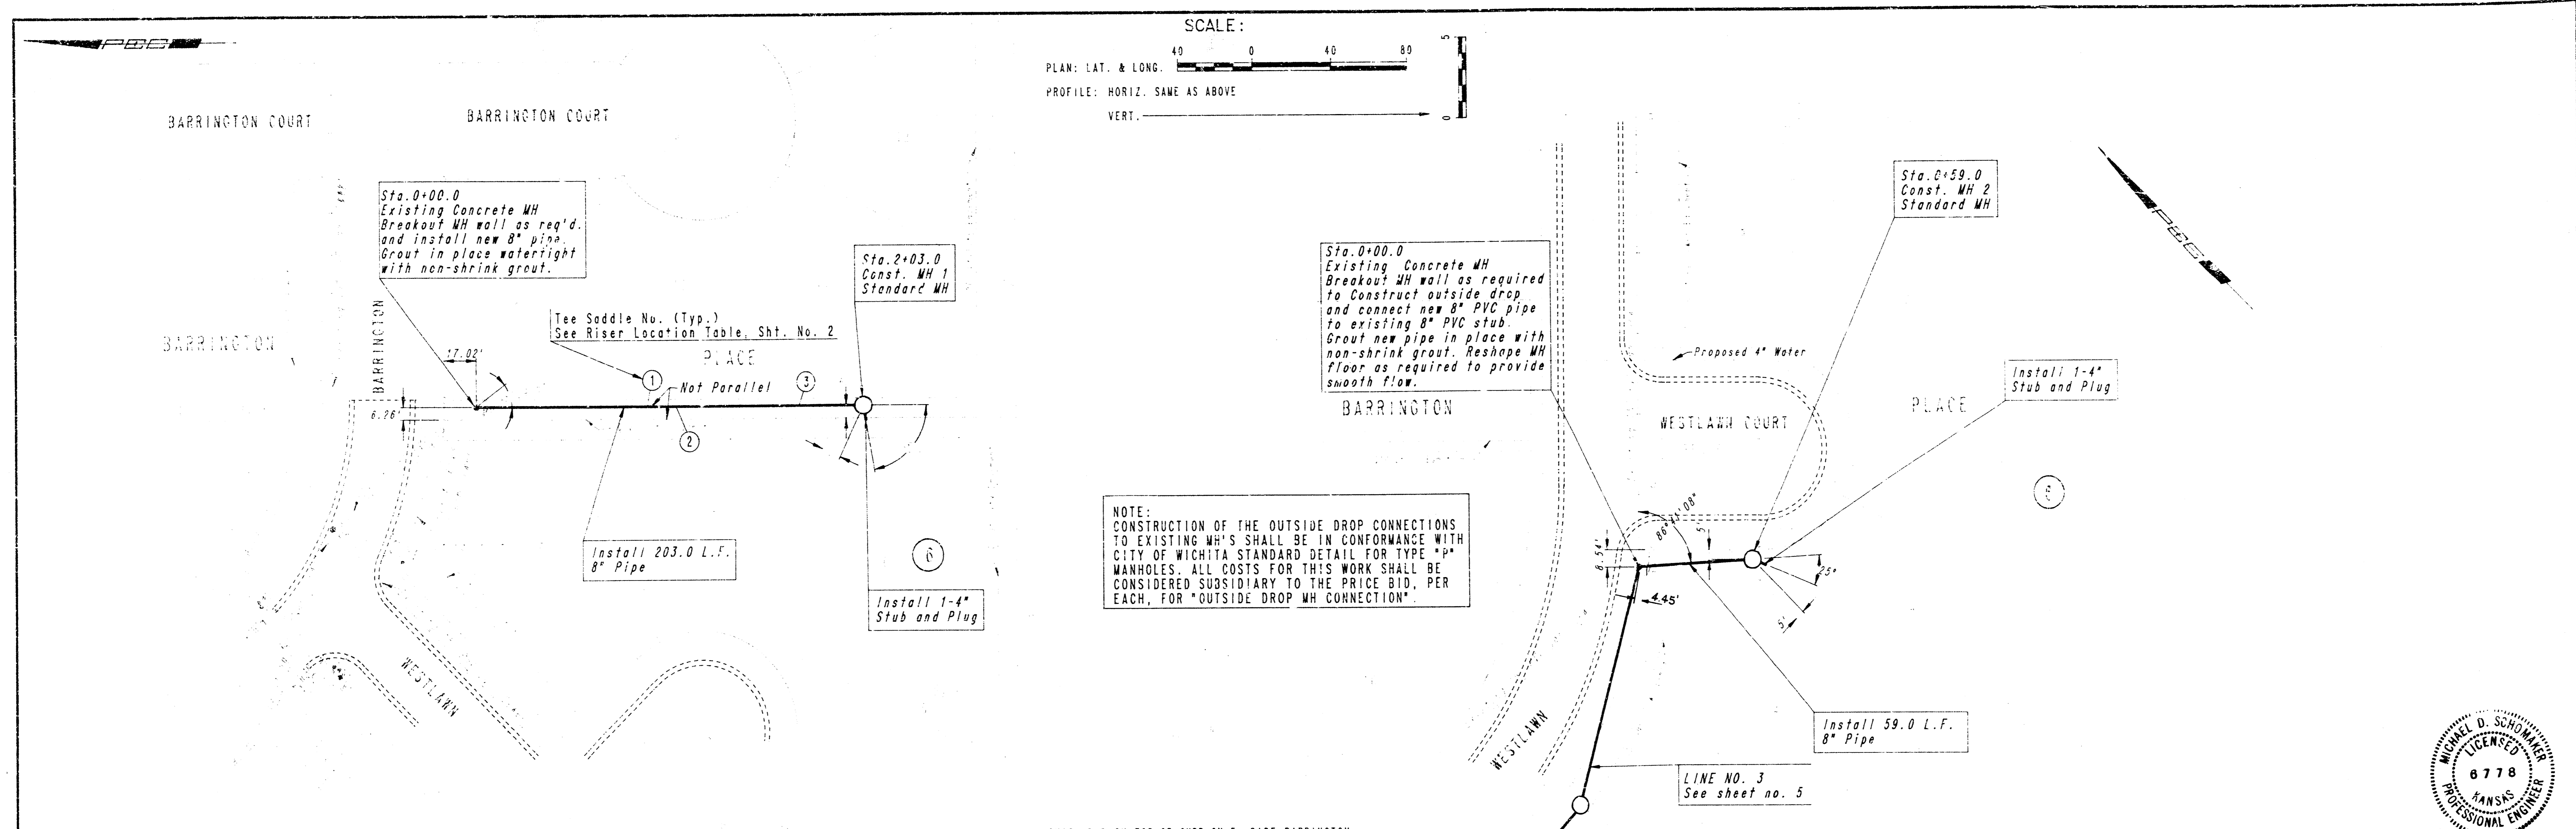 SCALE:
40 0 40 80
PLAN: LAT. & LONG.
PROFILE: HORIZ. SAME AS ABOVE
VERT.
5
0
PEC
BARRINGTON COURT
BARRINGTON COURT
Sta.0+00.0
Existing Concrete MH
Breakout MH wall as req'd.
and install new 8" pipe.
Grout in place watertight
with non-shrink grout.
Sta.2+03.0
Const. MH 1
Standard MH
Tee Saddle No. (Typ.)
See Riser Location Table, Sht. No. 2
BARRINGTON
BARRINGTON
PLACE
17.02'
6.26'
1
Not Parallel
3
2
Install 203.0 L.F.
8" Pipe
6
Install 1-4"
Stub and Plug
WESTLAWN
Sta.0+59.0
Const. MH 2
Standard MH
PEC
Sta.0+00.0
Existing Concrete MH
Breakout MH wall as required
to Construct outside drop
and connect new 8" PVC pipe
to existing 8" PVC stub.
Grout new pipe in place with
non-shrink grout. Reshape MH
floor as required to provide
smooth flow.
Proposed 4" Water
Install 1-4"
Stub and Plug
BARRINGTON
WESTLAWN COURT
PLACE
NOTE:
CONSTRUCTION OF THE OUTSIDE DROP CONNECTIONS
TO EXISTING MH'S SHALL BE IN CONFORMANCE WITH
CITY OF WICHITA STANDARD DETAIL FOR TYPE "P"
MANHOLES. ALL COSTS FOR THIS WORK SHALL BE
CONSIDERED SUBSIDIARY TO THE PRICE BID, PER
EACH, FOR "OUTSIDE DROP MH CONNECTION".
5'
8.54'
4.45'
25°
5'
Install 59.0 L.F.
8" Pipe
WESTLAWN
LINE NO. 3
See sheet no. 5
MICHAEL D. SCHOMAKER
LICENSED
6778
KANSAS
PROFESSIONAL ENGINEER